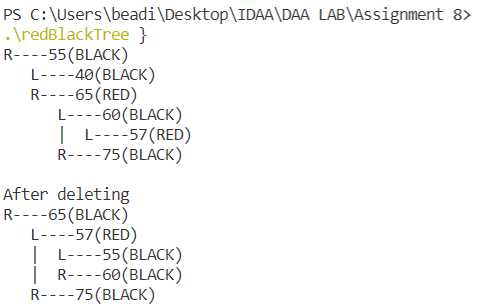 PS C:\Users\beadi\Desktop\IDAA\DAA LAB\Assignment 8>
.\redBlackTree }
R----55(BLACK)
   L----40(BLACK)
   R----65(RED)
      L----60(BLACK)
      |  L----57(RED)
      R----75(BLACK)

After deleting
R----65(BLACK)
   L----57(RED)
   |  L----55(BLACK)
   |  R----60(BLACK)
   R----75(BLACK)